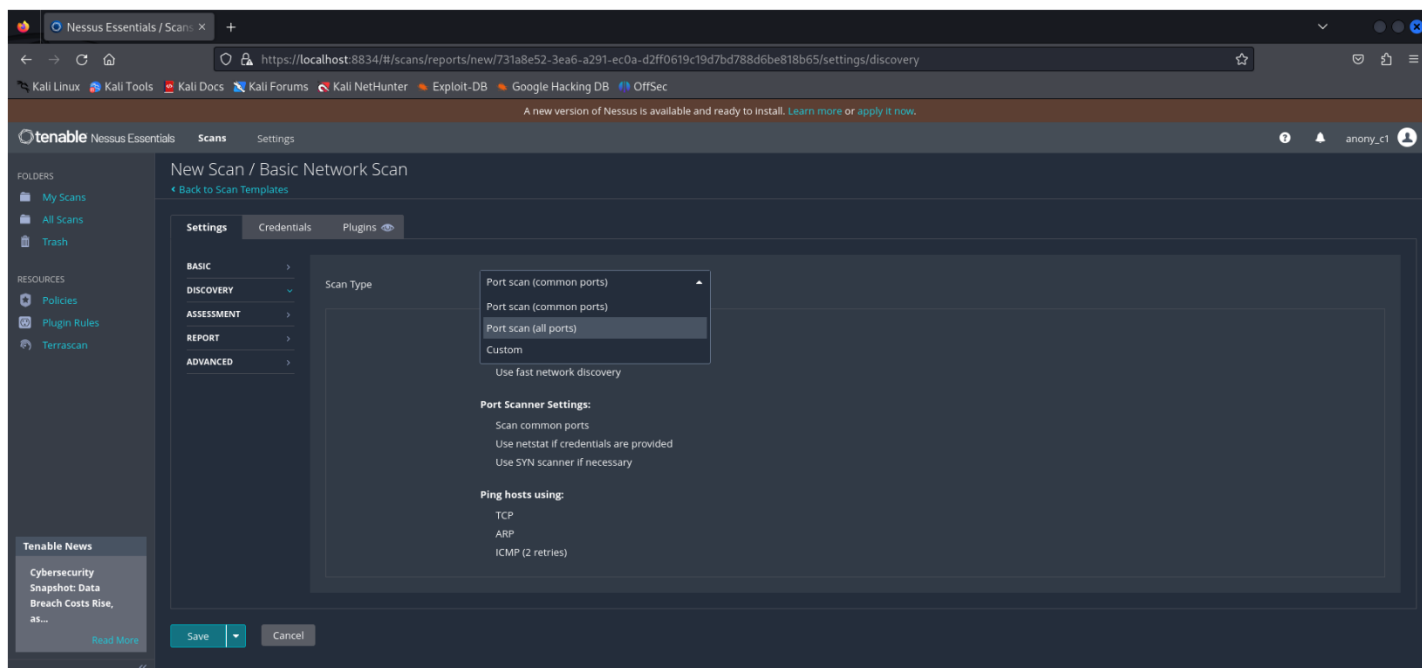 Nessus Essentials / Scans
https://localhost:8834/#/scans/reports/new/731a8e52-3ea6-a291-ec0a-d2ff0619c19d7bd788d6be818b65/settings/discovery
Kali Linux Kali Tools Kali Docs Kali Forums Kali NetHunter Exploit-DB Google Hacking DB OffSec
A new version of Nessus is available and ready to install. Learn more or apply it now.
tenable Nessus Essentials Scans Settings anony_c1
FOLDERS
My Scans
All Scans
Trash
RESOURCES
Policies
Plugin Rules
Terrascan
Tenable News
Cybersecurity
Snapshot: Data
Breach Costs Rise,
as...
Read More
New Scan / Basic Network Scan
Back to Scan Templates
Settings Credentials Plugins
BASIC
DISCOVERY
ASSESSMENT
REPORT
ADVANCED
Scan Type
Port scan (common ports)
Port scan (common ports)
Port scan (all ports)
Custom
Use fast network discovery
Port Scanner Settings:
Scan common ports
Use netstat if credentials are provided
Use SYN scanner if necessary
Ping hosts using:
TCP
ARP
ICMP (2 retries)
Save Cancel